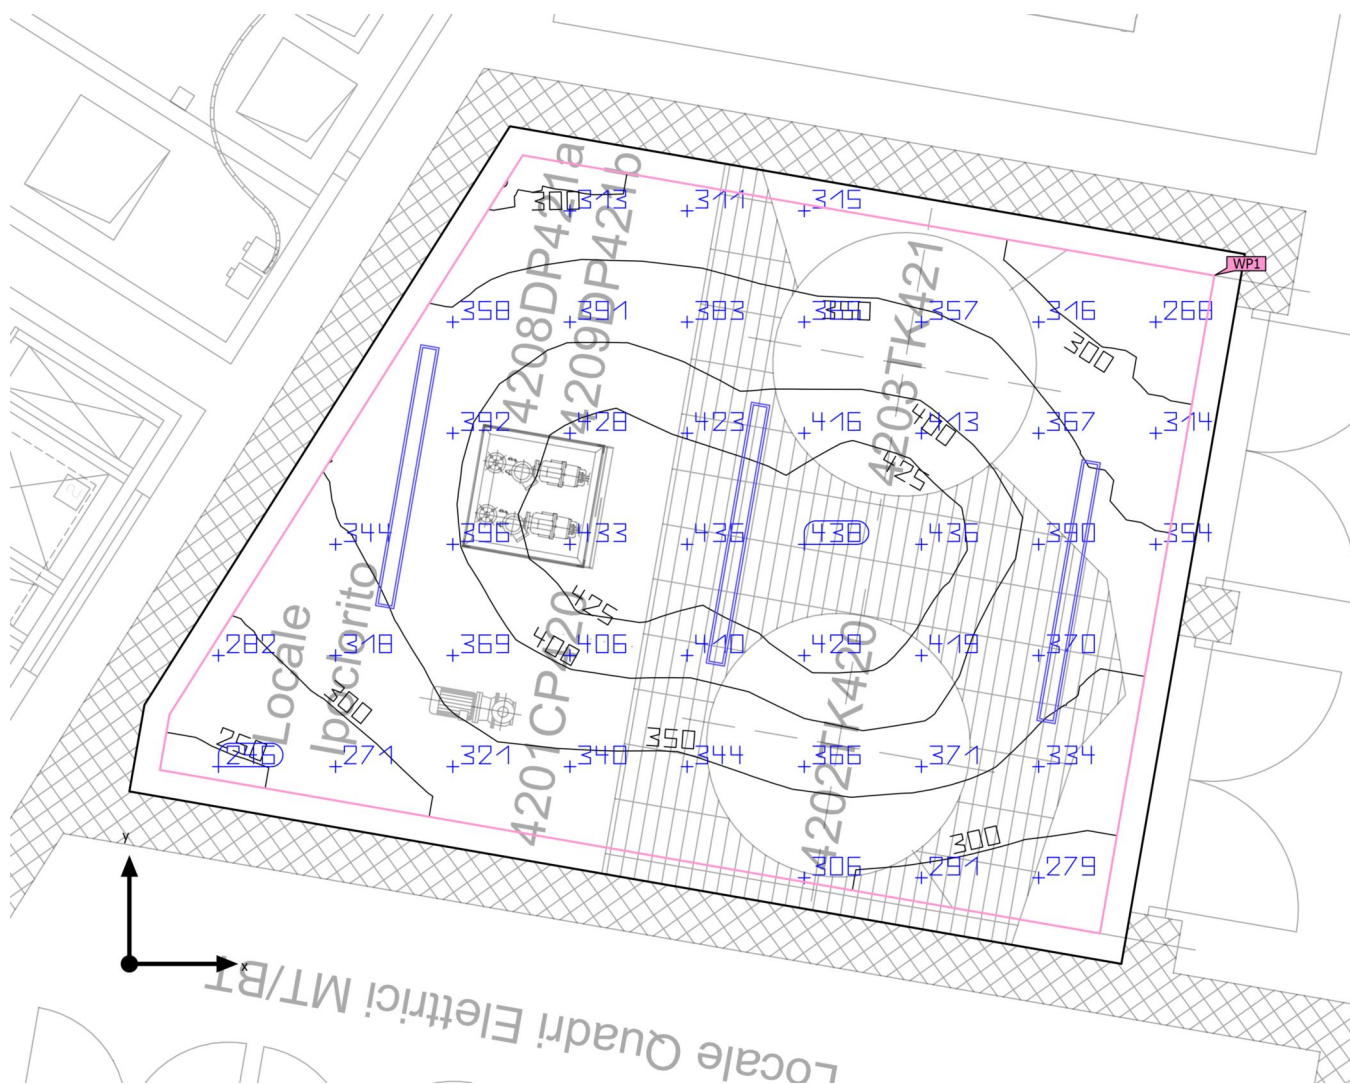 4208DP421a
4209DP421b
300 313 311 315
WP1
358 391 383 357 316 268
4203TK421
300
392 428 423 416 413 367 314
400
425
344 396 433 436 438 436 390 354
425
282 318 369 406 410 429 419 370
400
Locale
Ipoclorito
300
4201CPA420
4202TK420
250
350
246 271 321 340 344 366 371 334
300
306 291 279
y
x
Locale Quadri Elettrici MT/BT